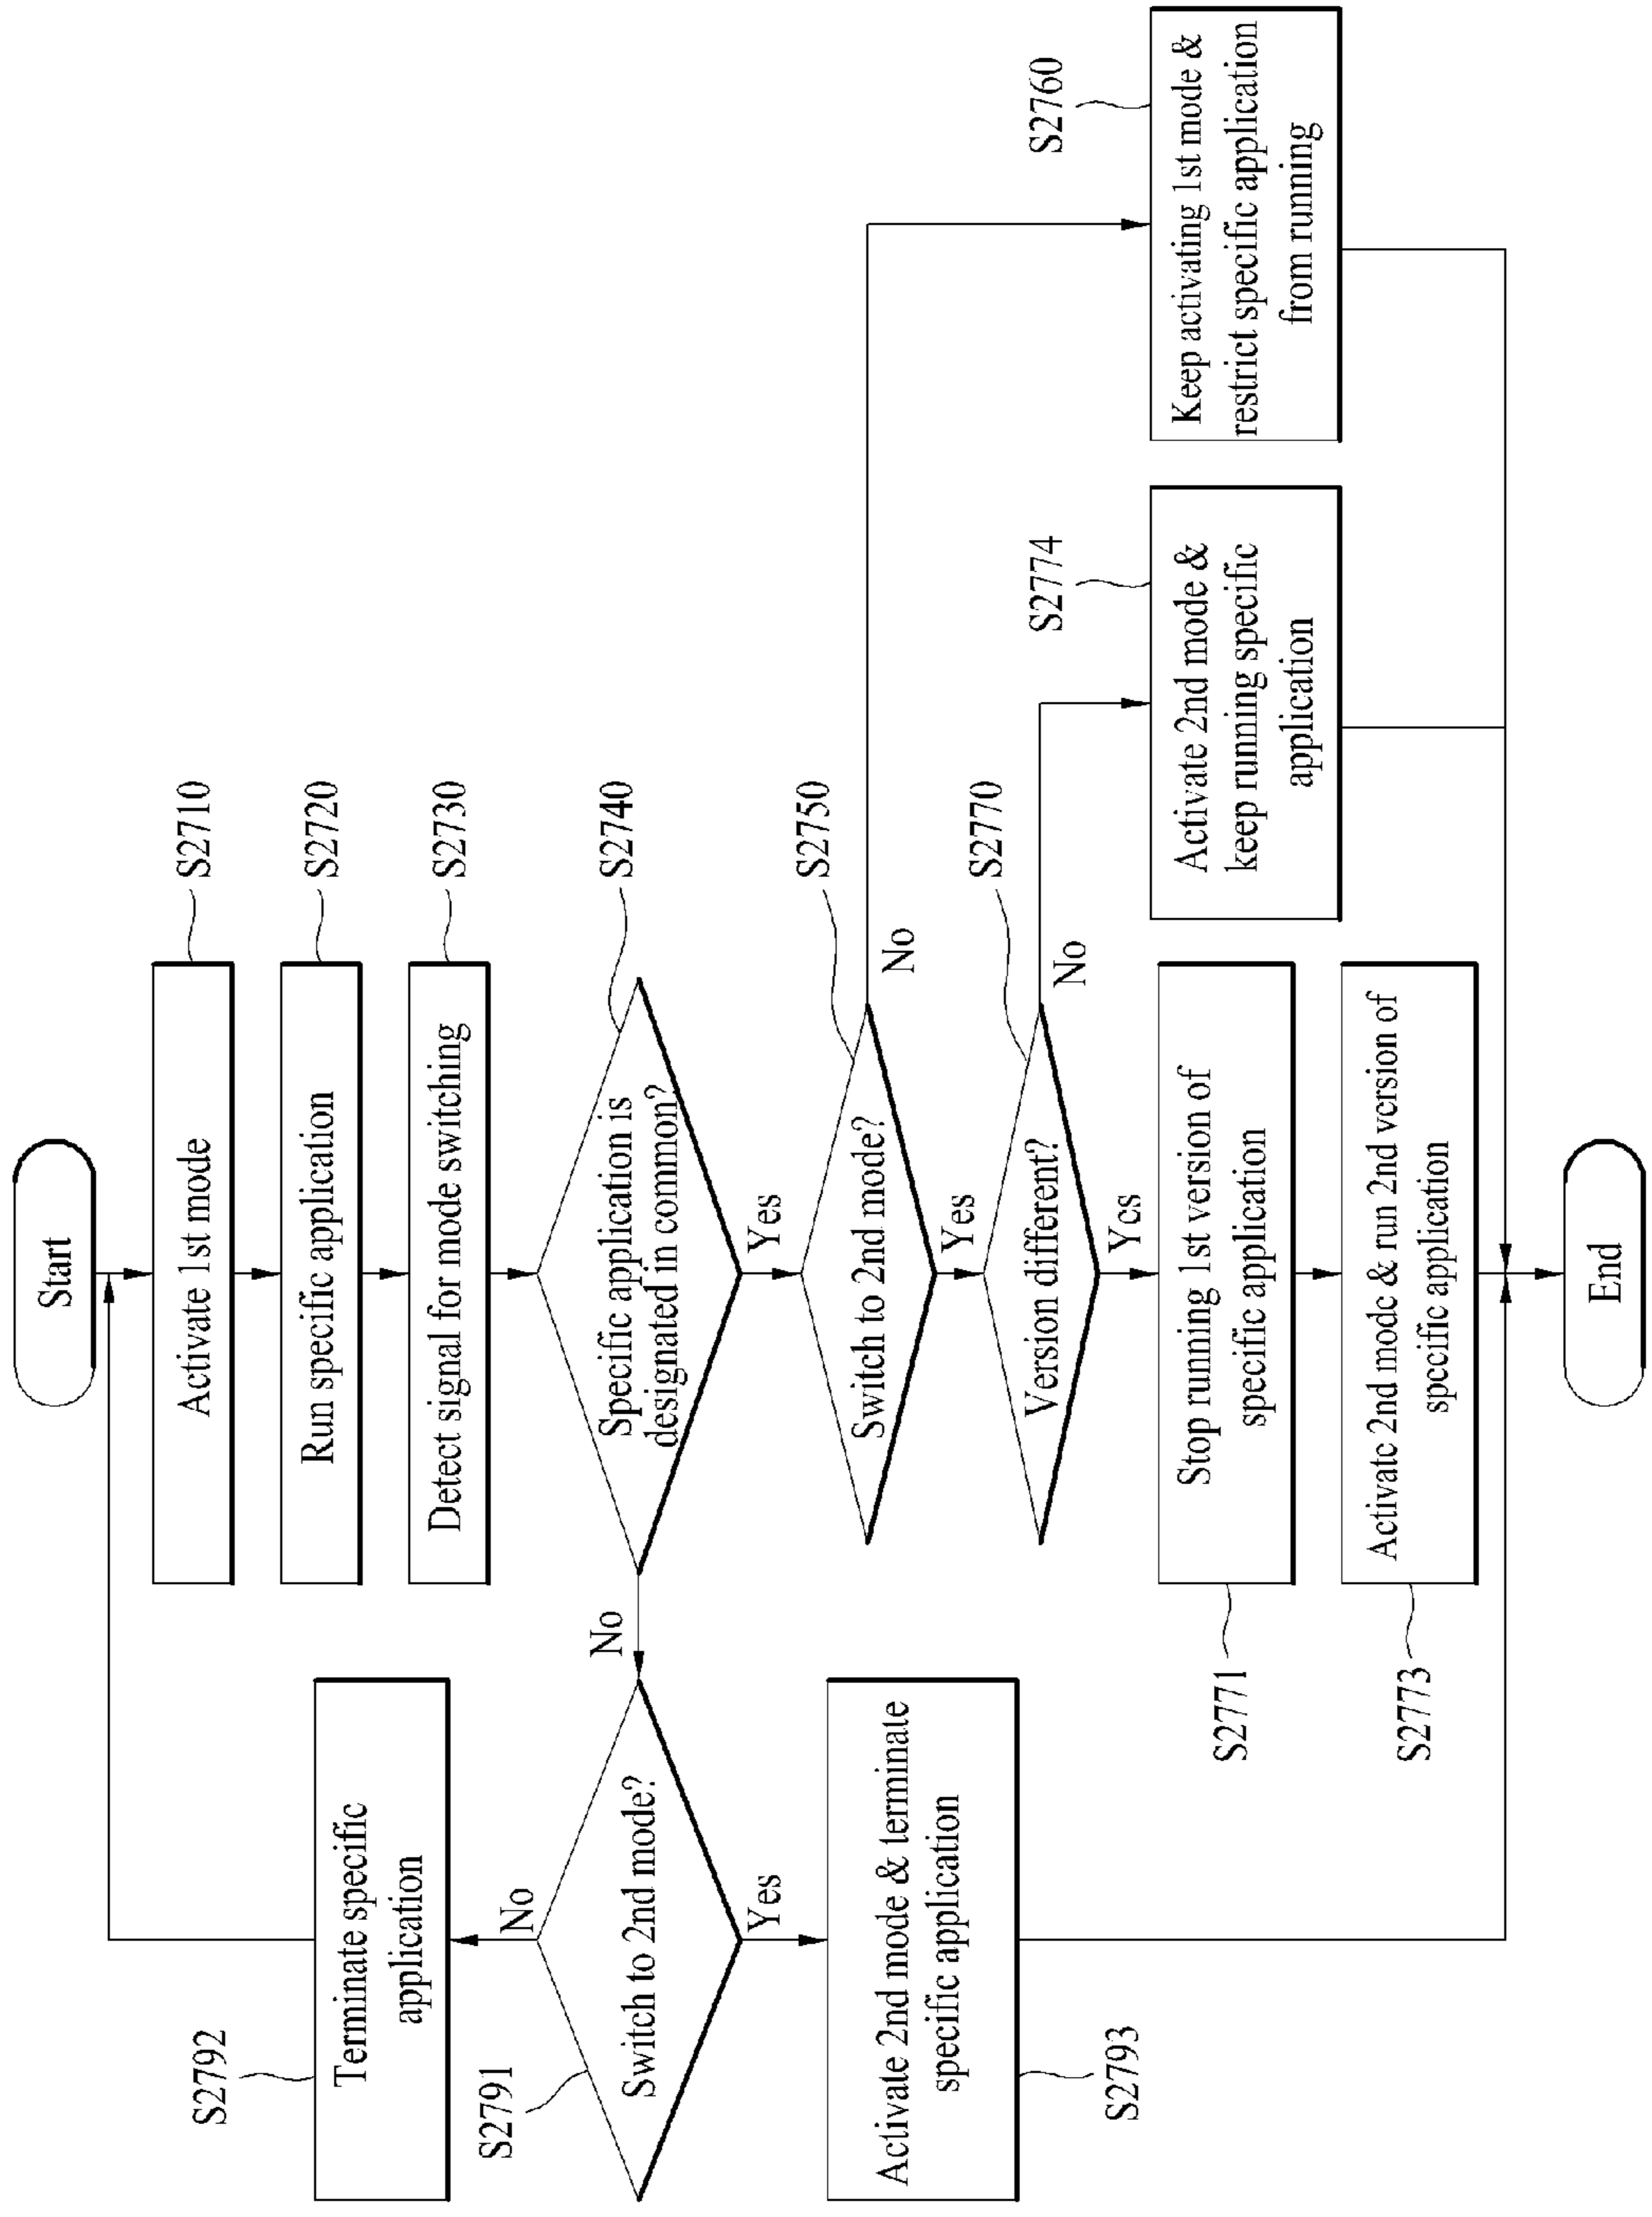 Start
Activate 1st mode
S2710
Run specific application
S2720
Detect signal for mode switching
S2730
Specific application is
designated in common?
S2740
No
Yes
Switch to 2nd mode?
S2750
No
Yes
Version different?
S2770
No
Yes
Stop running 1st version of
specific application
S2771
Activate 2nd mode & run 2nd version of
specific application
S2773
Activate 2nd mode &
keep running specific
application
S2774
Keep activating 1st mode &
restrict specific application
from running
S2760
Switch to 2nd mode?
S2791
No
Yes
Terminate specific
application
S2792
Activate 2nd mode & terminate
specific application
S2793
End